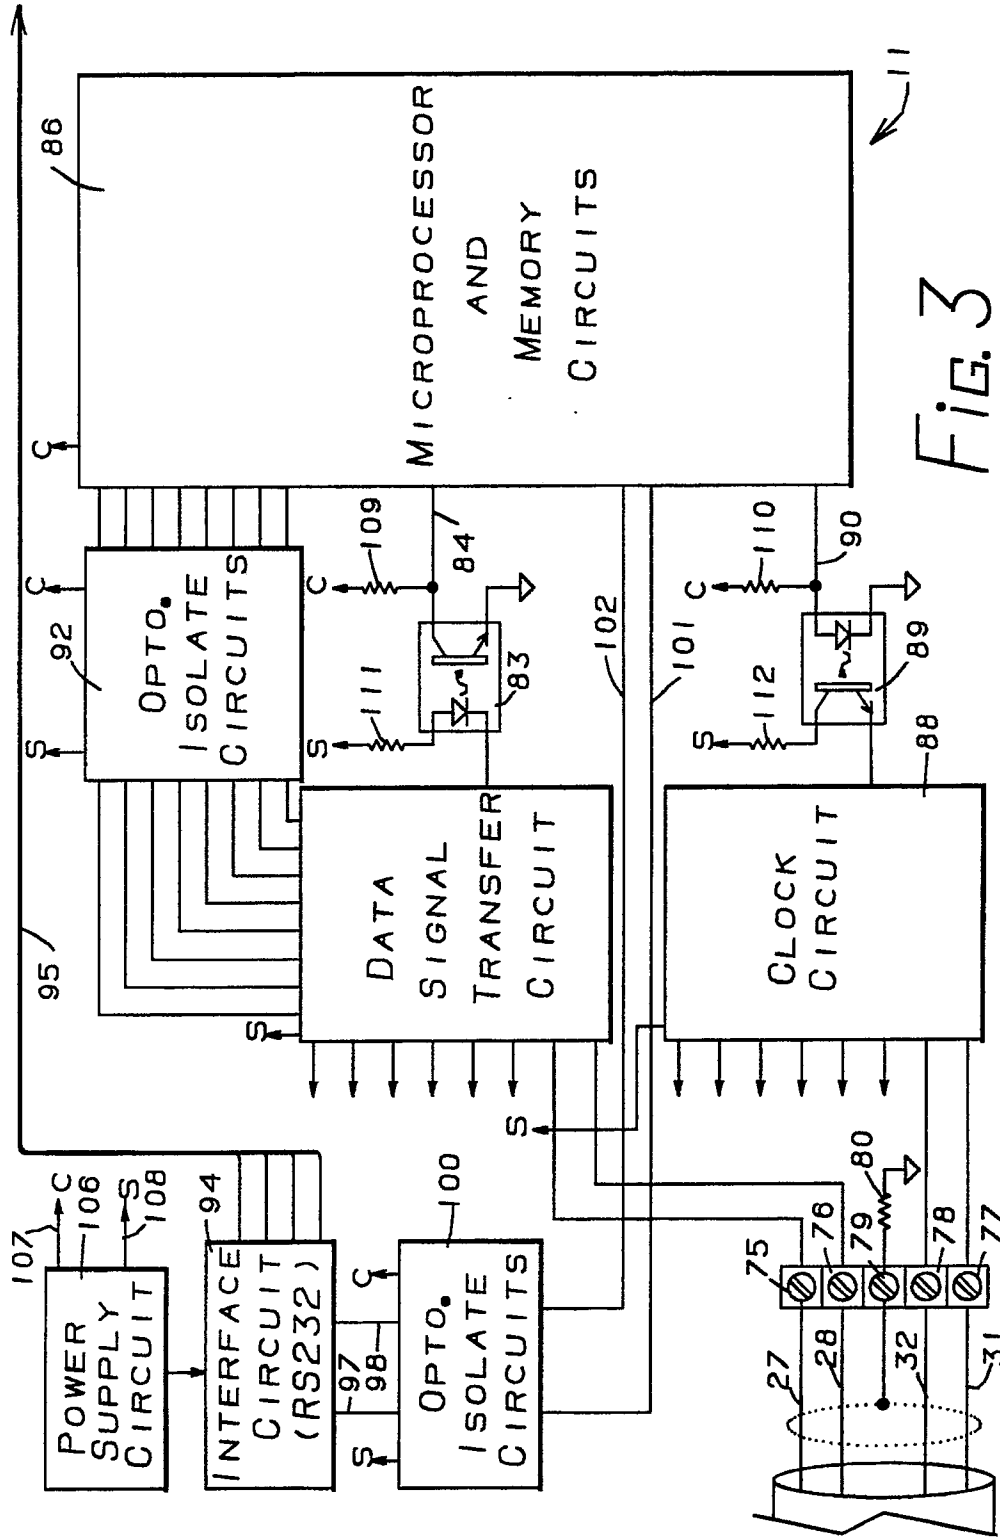 11
86
MICROPROCESSOR
AND
MEMORY
CIRCUITS
C
C
92
S
OPTO.
ISOLATE
CIRCUITS
C
109
84
S
111
83
102
101
C
110
90
S
112
89
88
95
S
DATA
SIGNAL
TRANSFER
CIRCUIT
CLOCK
CIRCUIT
S
107
C
106
S
108
POWER
SUPPLY
CIRCUIT
94
INTERFACE
CIRCUIT
(RS232)
97
98
100
C
S
OPTO.
ISOLATE
CIRCUITS
80
75
76
79
78
77
27
28
32
31
FIG. 3